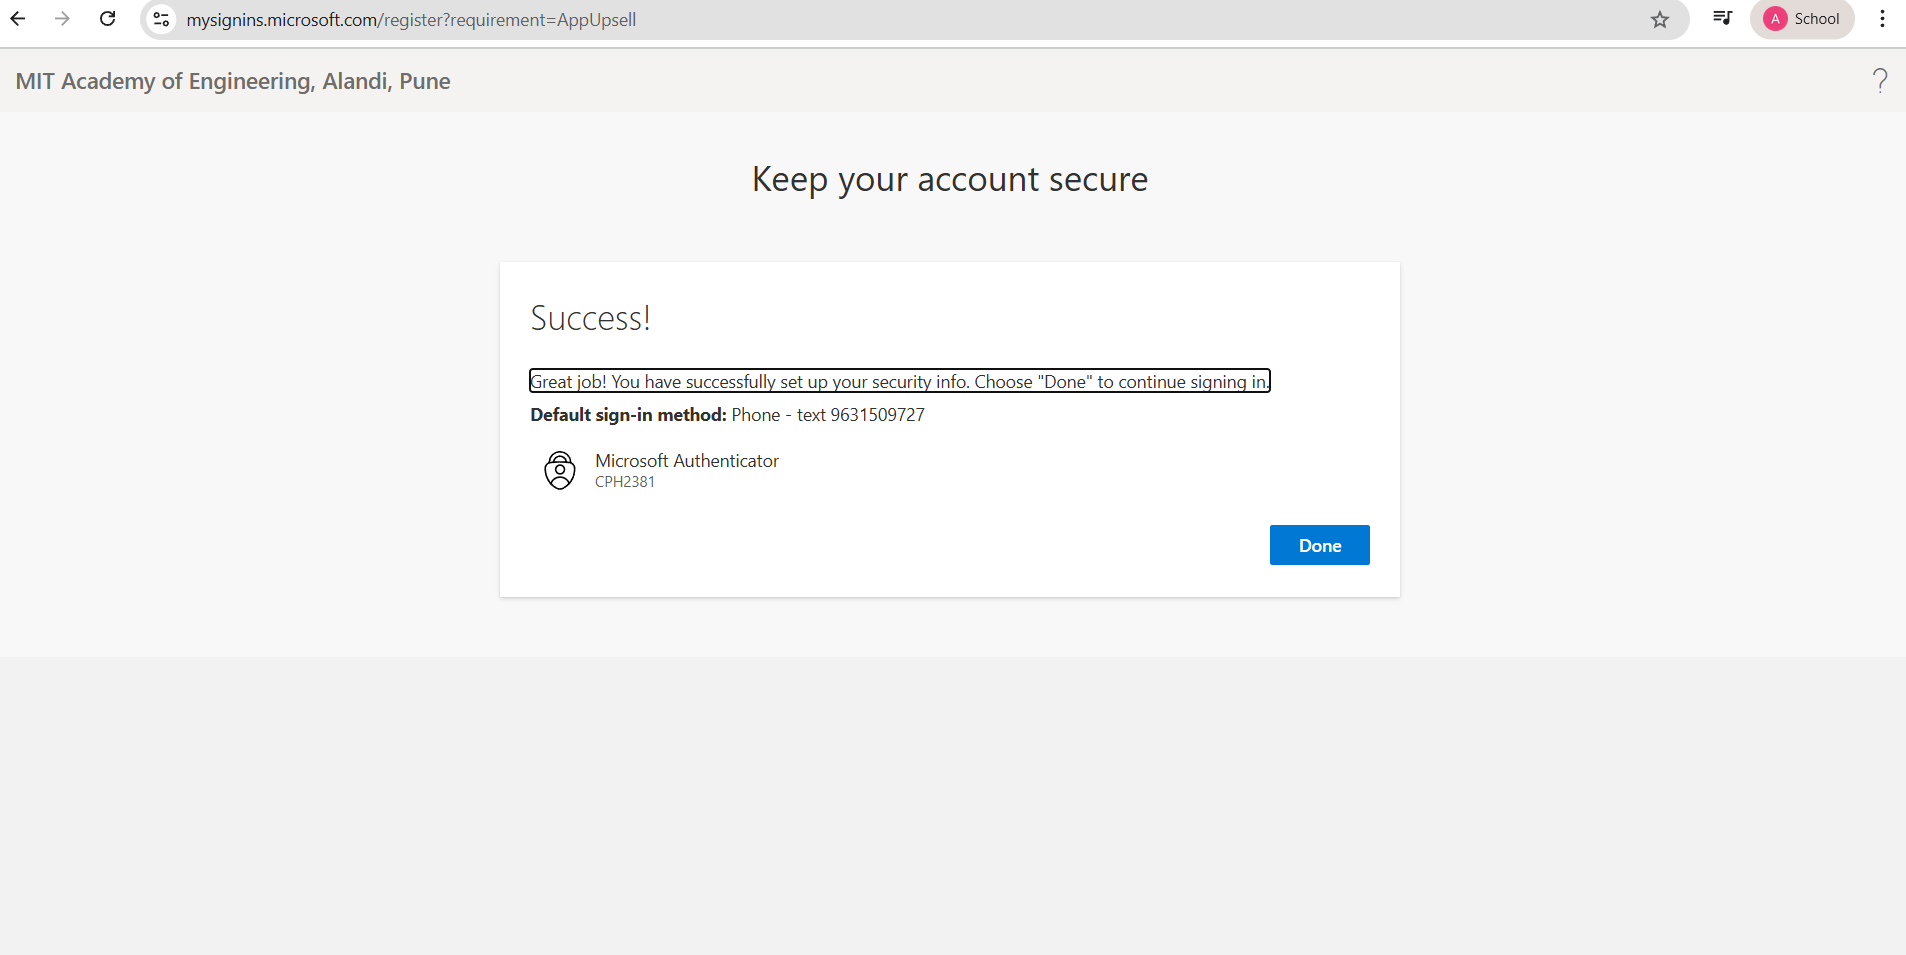 mysignins.microsoft.com/register?requirement=AppUpsell
A School
MIT Academy of Engineering, Alandi, Pune
?
Keep your account secure
Success!
Great job! You have successfully set up your security info. Choose "Done" to continue signing in.
Default sign-in method: Phone - text 9631509727
Microsoft Authenticator
CPH2381
Done